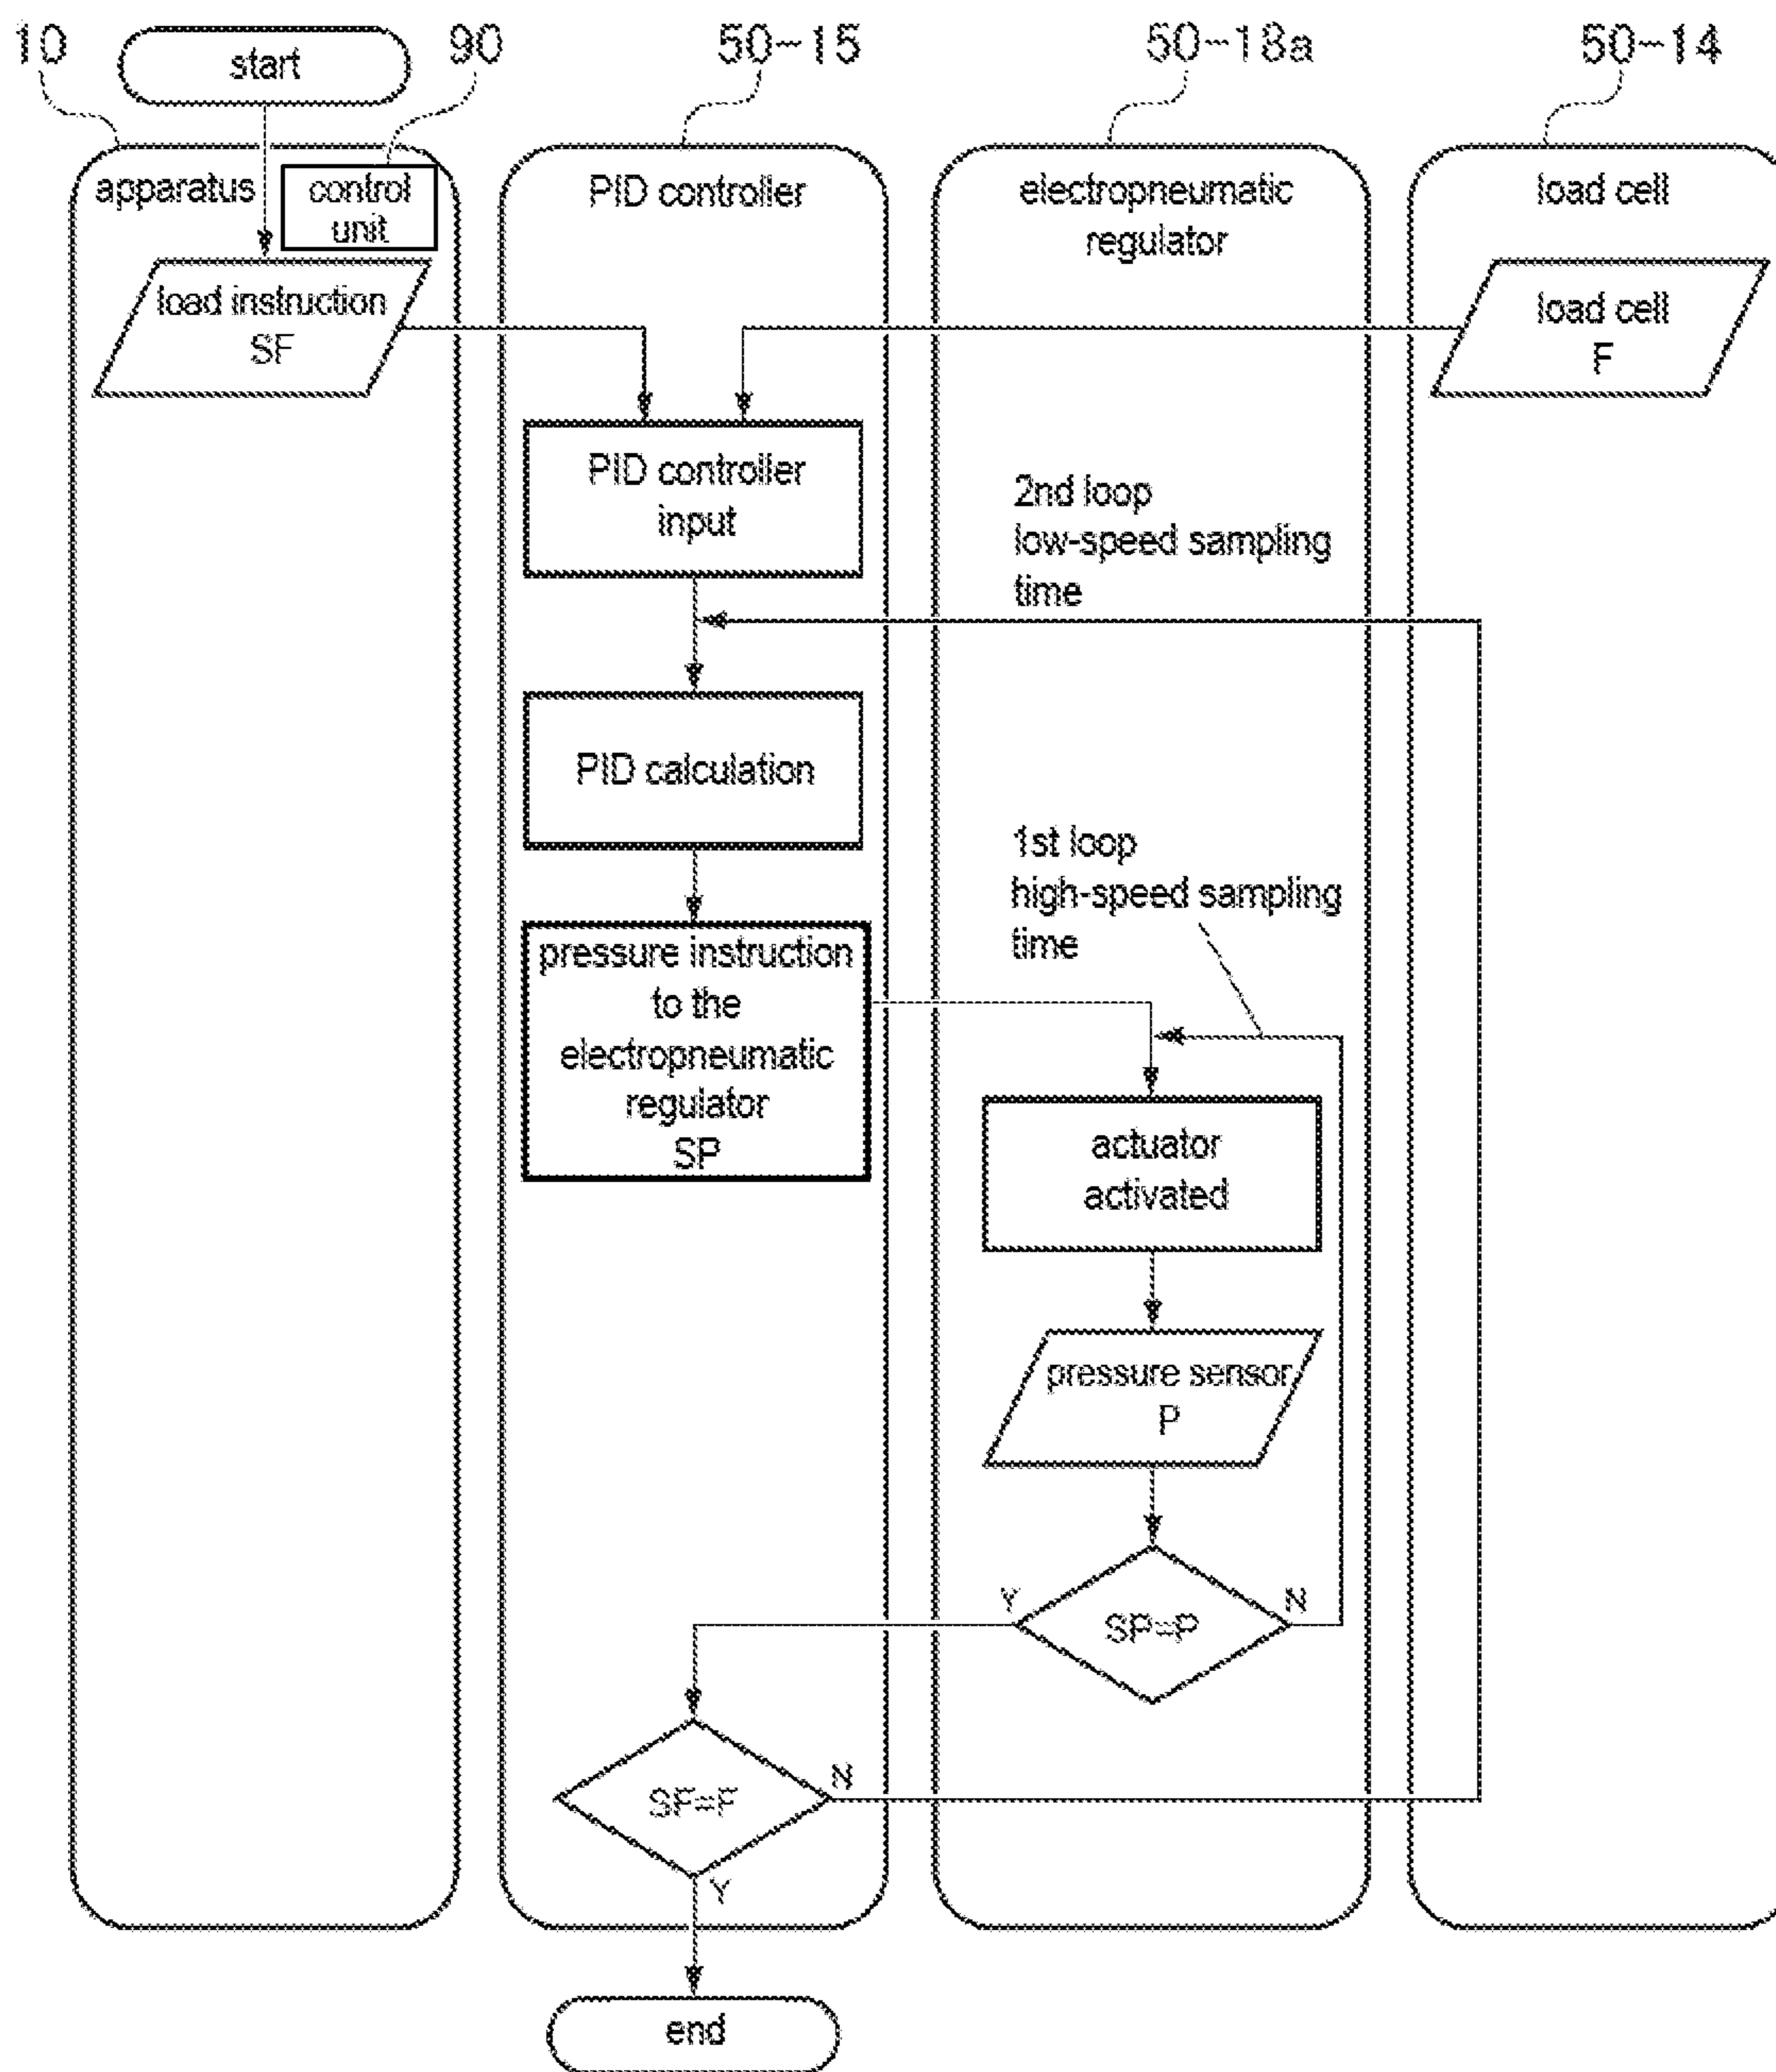 10
start
90
50-15
50-18a
50-14
apparatus
control
unit
PID controller
electropneumatic
regulator
load cell
load instruction
SF
load cell
F
PID controller
input
2nd loop
low-speed sampling
time
PID calculation
1st loop
high-speed sampling
time
pressure instruction
to the
electropneumatic
regulator
SP
actuator
activated
pressure sensor
P
Y
SP=P
N
SF=F
N
Y
end